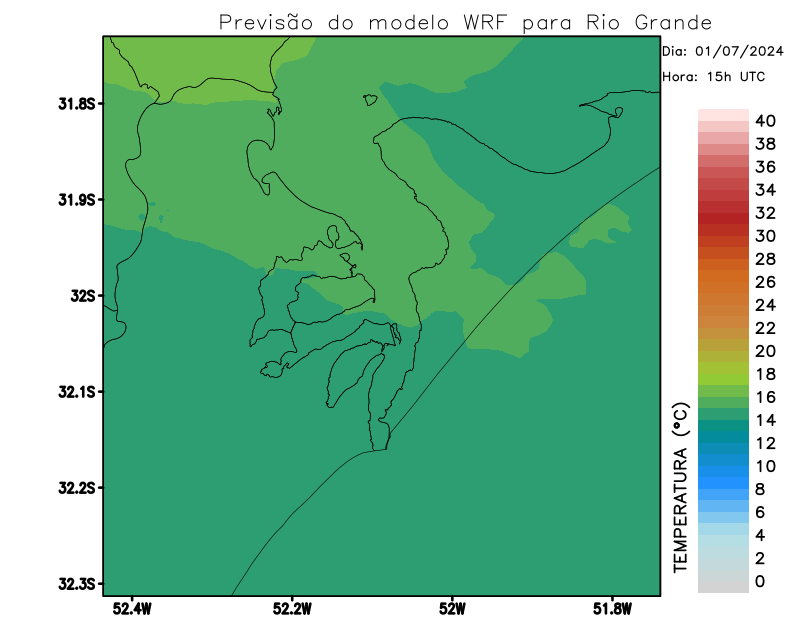 Previsão do modelo WRF para Rio Grande
Dia: 01/07/2024
Hora: 15h UTC
31.8S
31.9S
32S
32.1S
32.2S
32.3S
52.4W
52.2W
52W
51.8W
TEMPERATURA (°C)
40
38
36
34
32
30
28
26
24
22
20
18
16
14
12
10
8
6
4
2
0